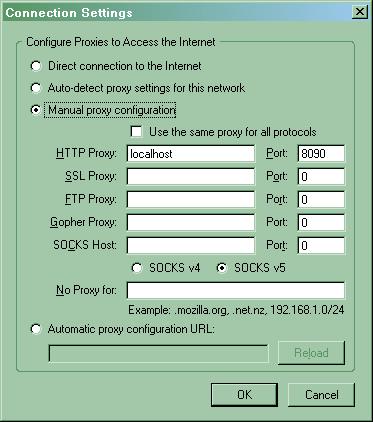 Connection Settings
Configure Proxies to Access the Internet
Direct connection to the Internet
Auto-detect proxy settings for this network
Manual proxy configuration
Use the same proxy for all protocols
HTTP Proxy: localhost Port: 8090
SSL Proxy: Port: 0
FTP Proxy: Port: 0
Gopher Proxy: Port: 0
SOCKS Host: Port: 0
SOCKS v4 SOCKS v5
No Proxy for:
Example: .mozilla.org, .net.nz, 192.168.1.0/24
Automatic proxy configuration URL:
Reload
OK Cancel